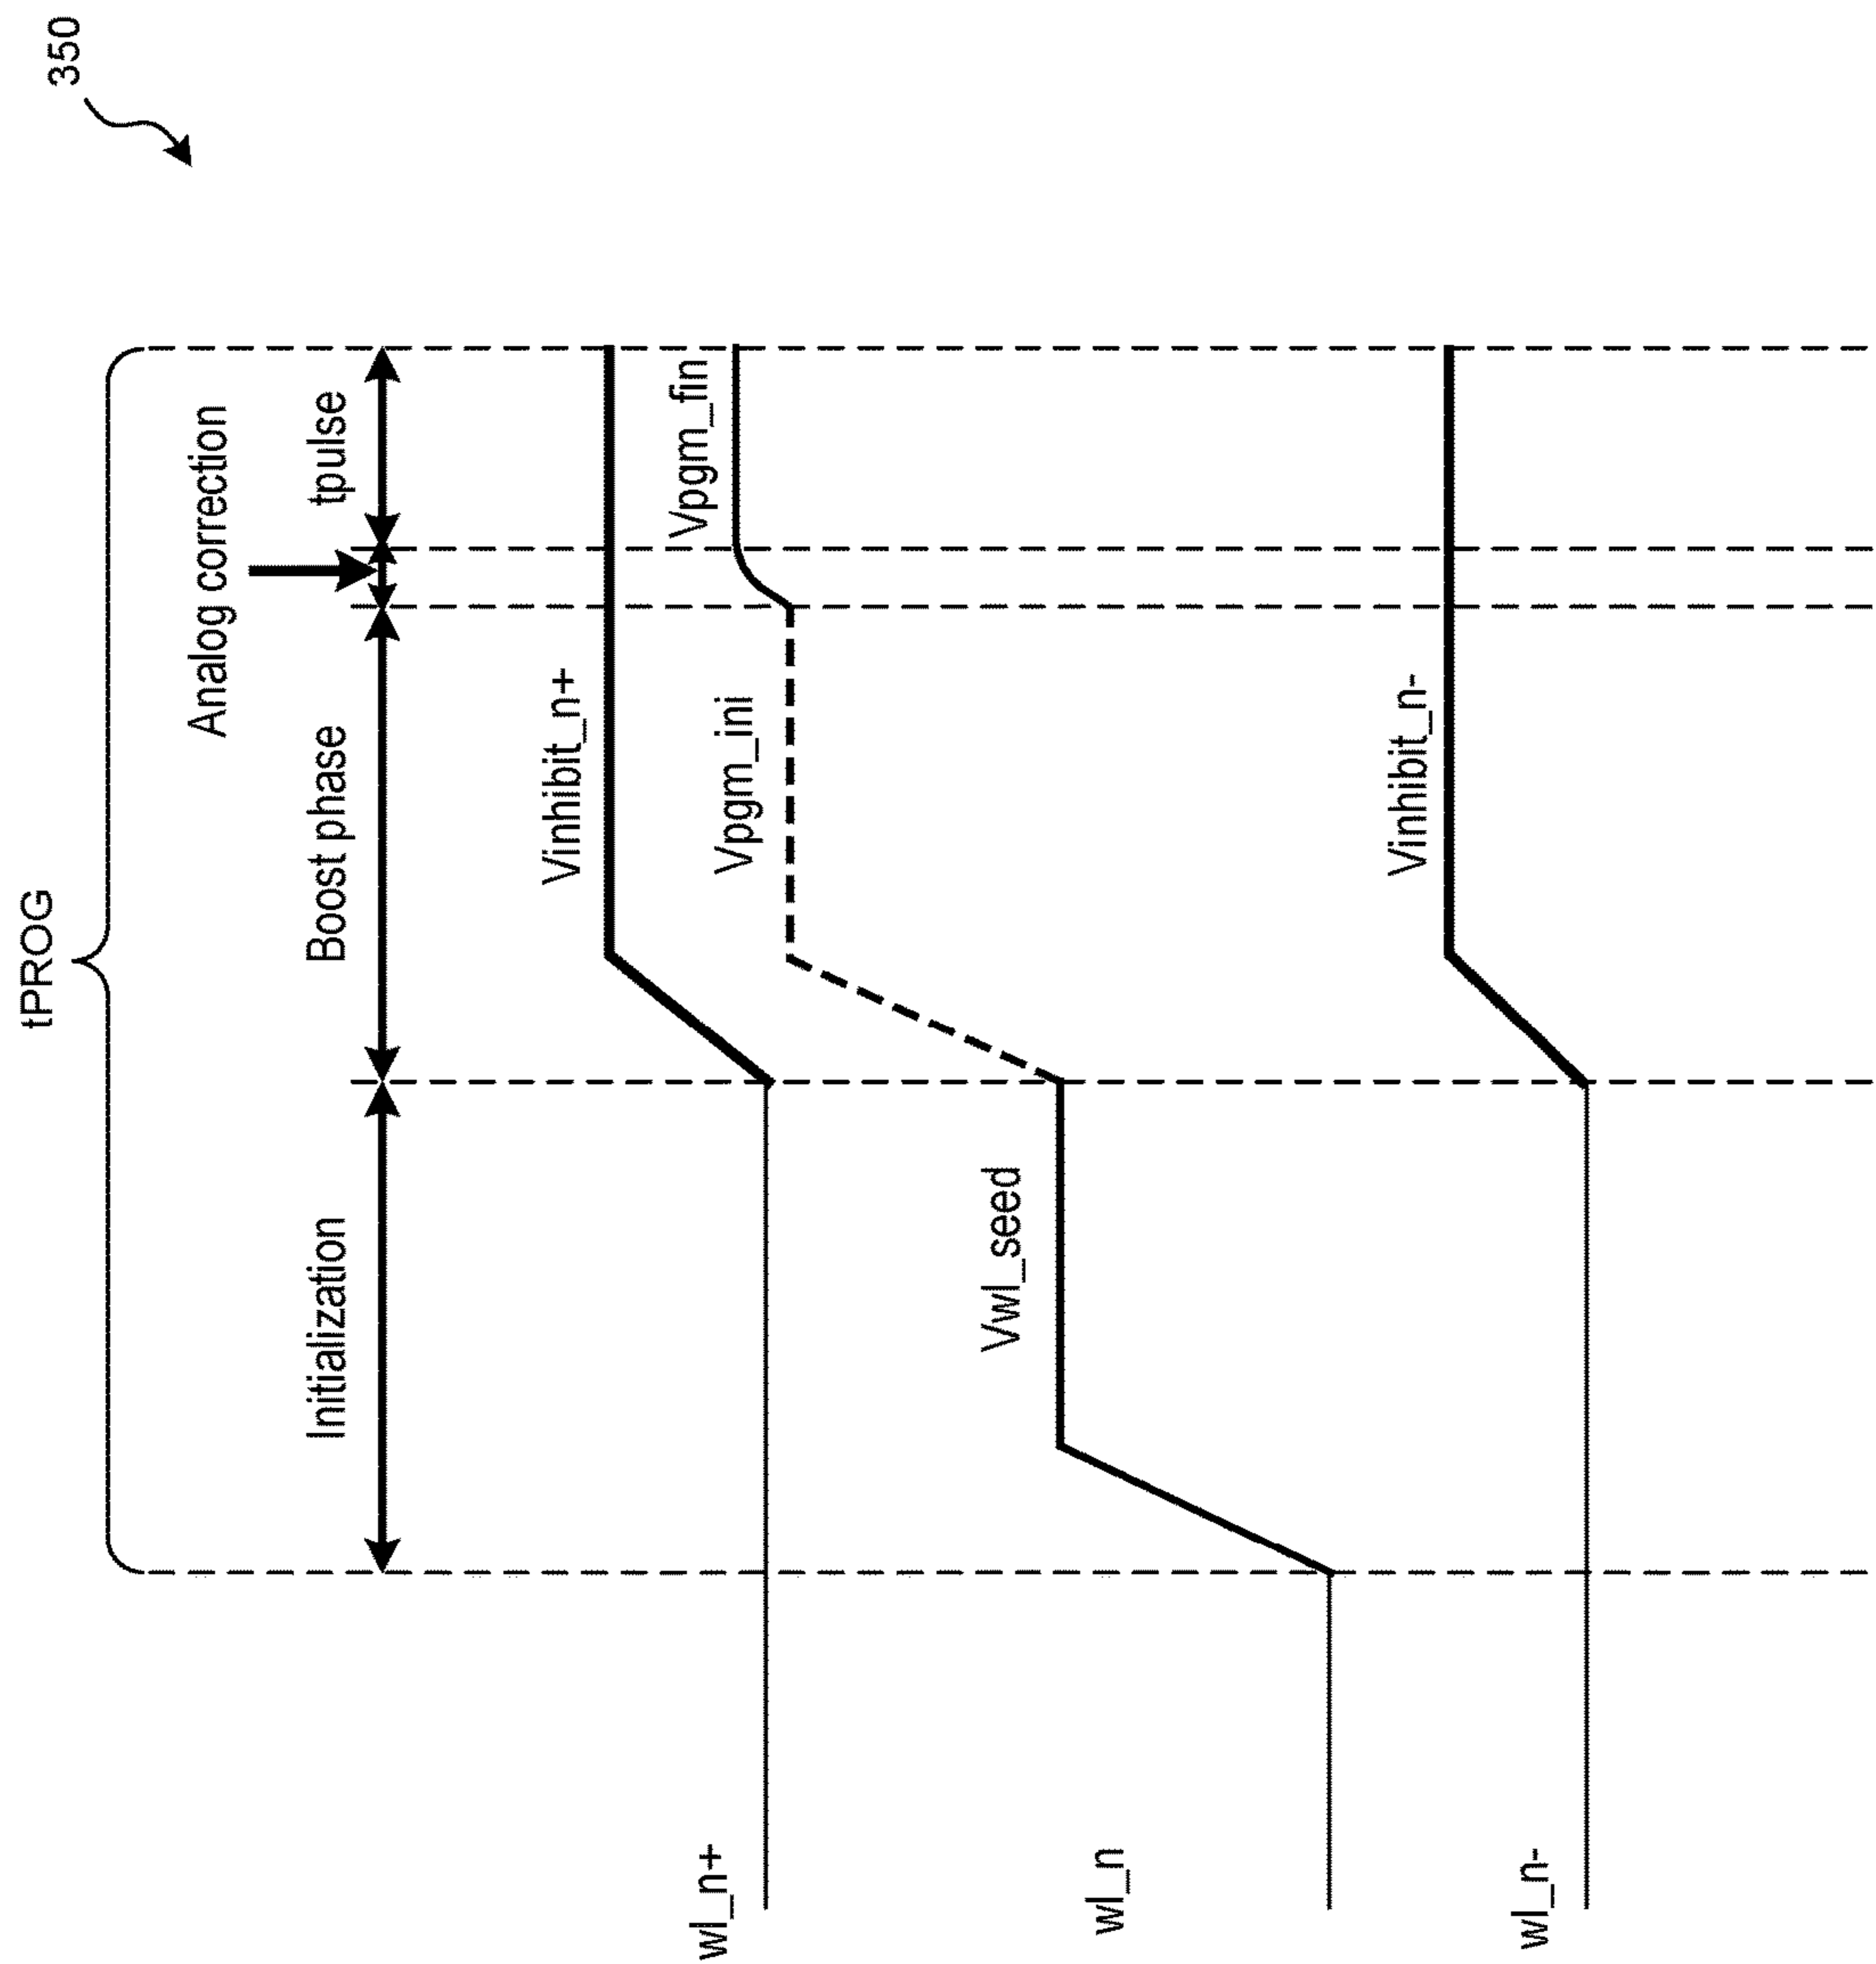 350
tPROG
Analog correction
Initialization
Boost phase
tpulse
wl_n+
Vinhibit_n+
Vpgm_fin
Vpgm_ini
wl_n
Vwl_seed
wl_n-
Vinhibit_n-